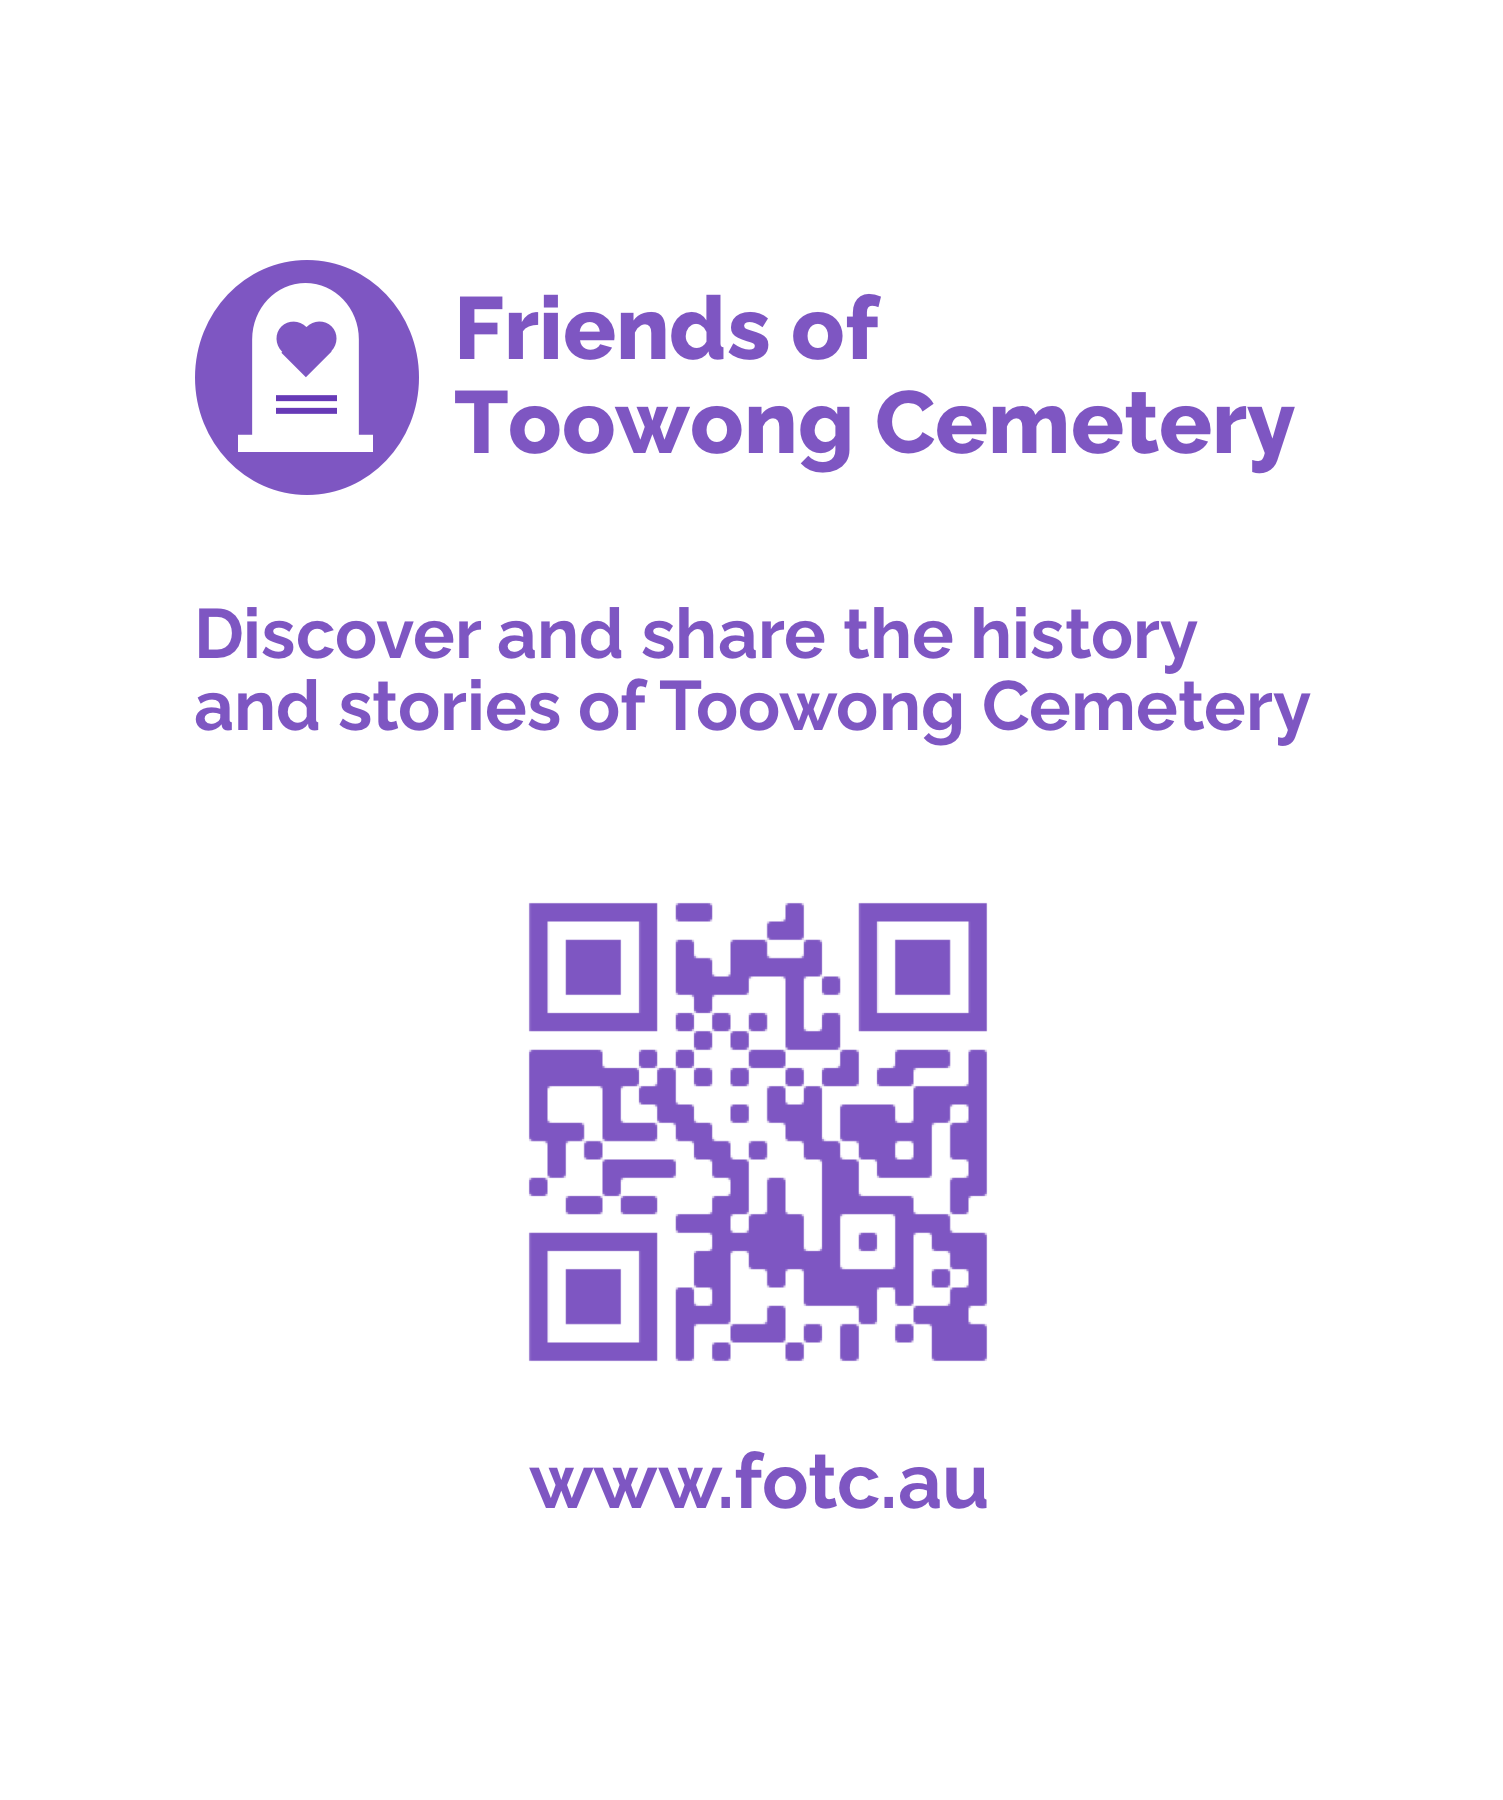 Friends of
Toowong Cemetery
Discover and share the history
and stories of Toowong Cemetery
www.fotc.au